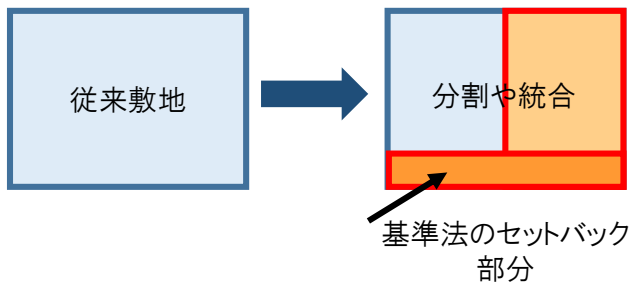 従来敷地
分割や統合
基準法のセットバック
部分